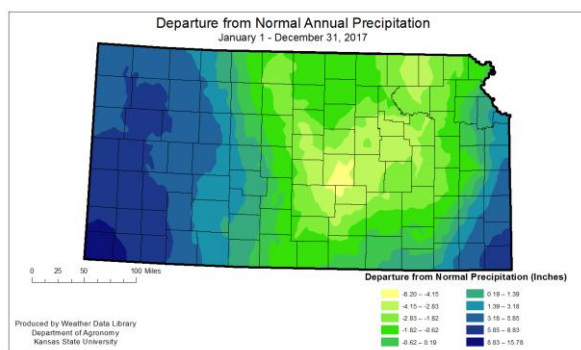 Departure from Normal Annual Precipitation
January 1 - December 31, 2017
0 25 50 100 Miles
Departure from Normal Precipitation (Inches)
-8.20 – -4.15
-4.15 – -2.83
-2.83 – -1.82
-1.82 – -0.62
-0.62 – 0.19
0.19 – 1.39
1.39 – 3.18
3.18 – 5.65
5.65 – 8.83
8.83 – 15.78
Produced by Weather Data Library
Department of Agronomy
Kansas State University